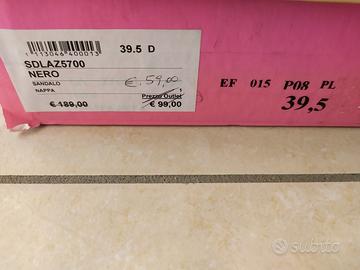 1113046400013
39.5 D
SDLAZ5700
NERO
SANDALO
NAPPA
€ 59,00
Prezzo Outlet
€ 189,00
€ 99,00
EF 015 P08 PL
39,5
subito